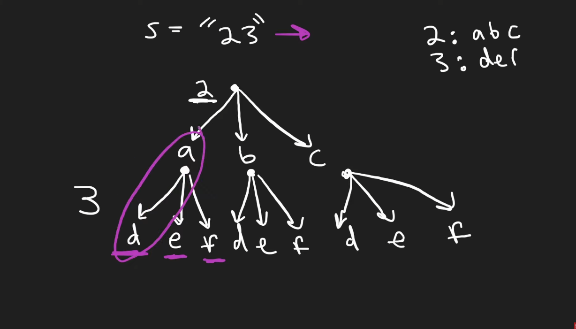 S = "23"
2: abc
3: def
2
a b c
3
d e f d e f d e f